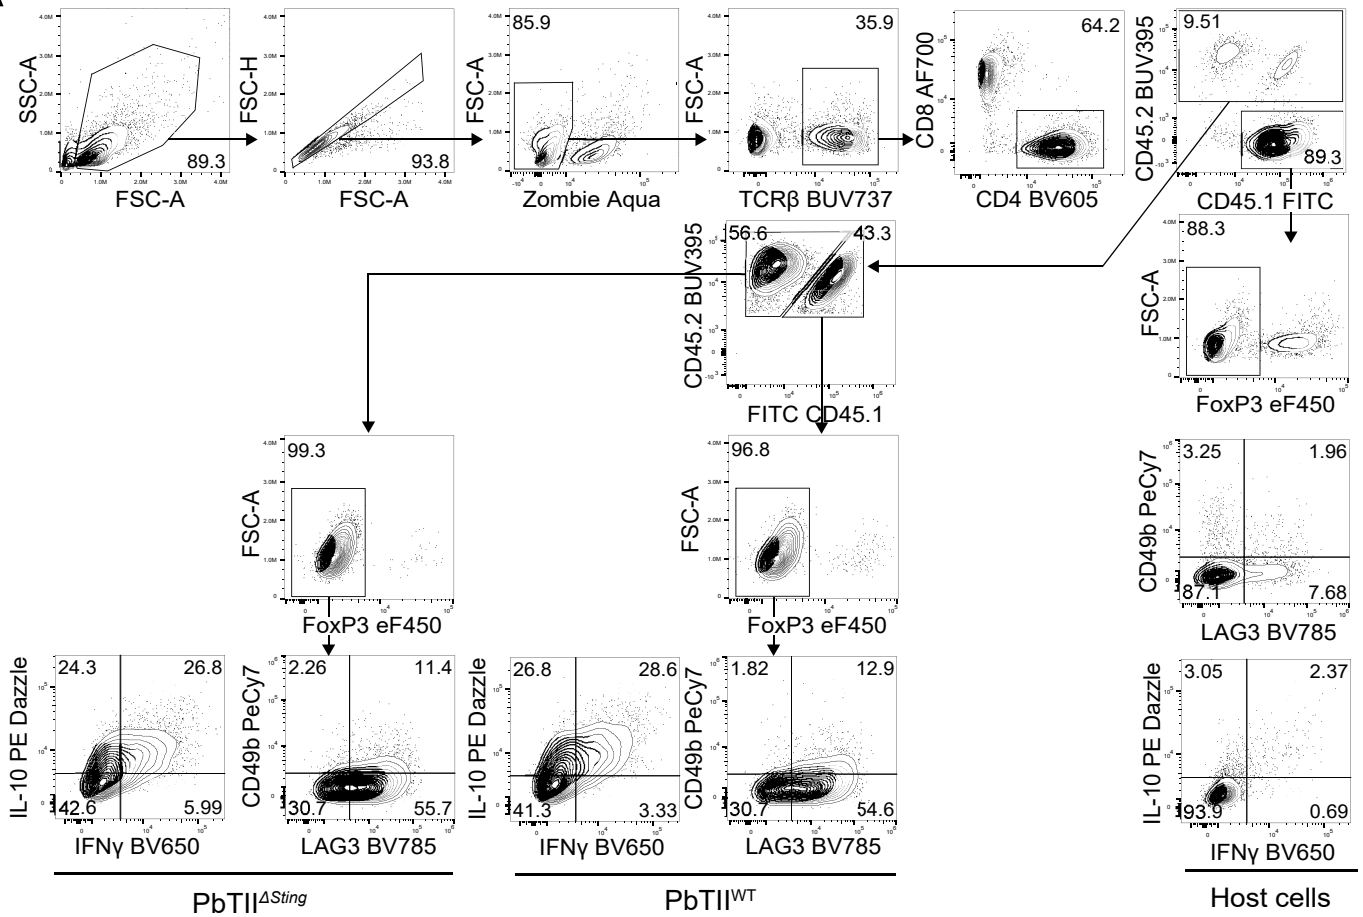 SSC-A
89.3
FSC-A
FSC-H
93.8
FSC-A
FSC-A
85.9
Zombie Aqua
FSC-A
35.9
TCRβ BUV737
CD8 AF700
64.2
CD4 BV605
CD45.2 BUV395
9.51
89.3
CD45.1 FITC
CD45.2 BUV395
56.6
43.3
FITC CD45.1
88.3
FSC-A
FoxP3 eF450
99.3
FSC-A
FoxP3 eF450
96.8
FSC-A
FoxP3 eF450
CD49b PeCy7
3.25
1.96
87.1
7.68
LAG3 BV785
IL-10 PE Dazzle
24.3
26.8
42.6
5.99
IFNγ BV650
CD49b PeCy7
2.26
11.4
30.7
55.7
LAG3 BV785
IL-10 PE Dazzle
26.8
28.6
41.3
3.33
IFNγ BV650
CD49b PeCy7
1.82
12.9
30.7
54.6
LAG3 BV785
IL-10 PE Dazzle
3.05
2.37
93.9
0.69
IFNγ BV650
PbTII^ΔSting
PbTII^WT
Host cells